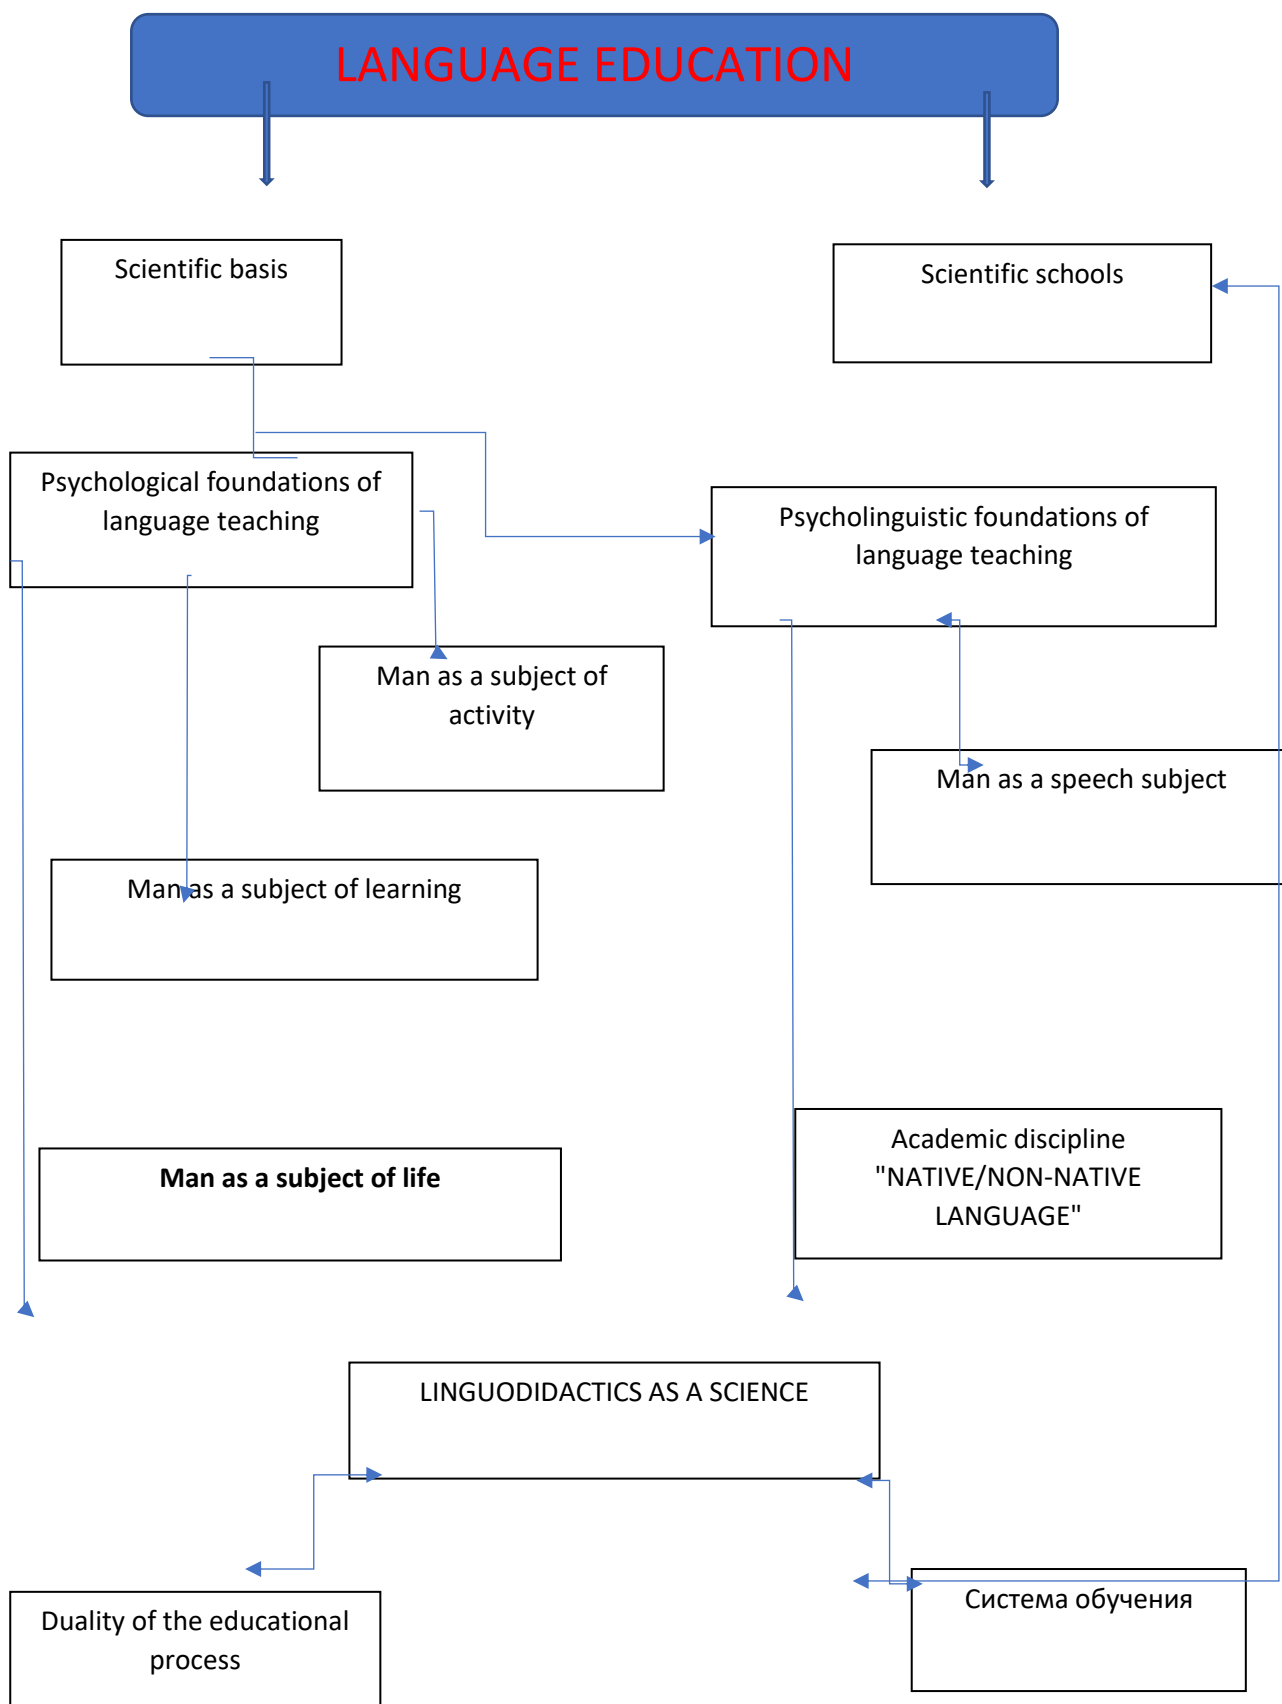 LANGUAGE EDUCATION
Scientific basis
Scientific schools
Psychological foundations of
language teaching
Psycholinguistic foundations of
language teaching
Man as a subject of
activity
Man as a speech subject
Man as a subject of learning
Man as a subject of life
Academic discipline
"NATIVE/NON-NATIVE
LANGUAGE"
LINGUODIDACTICS AS A SCIENCE
Duality of the educational
process
Система обучения